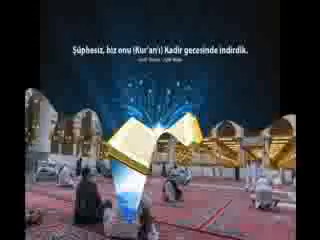 Şüphesiz, biz onu (Kur'an'ı) Kadir gecesinde indirdik.